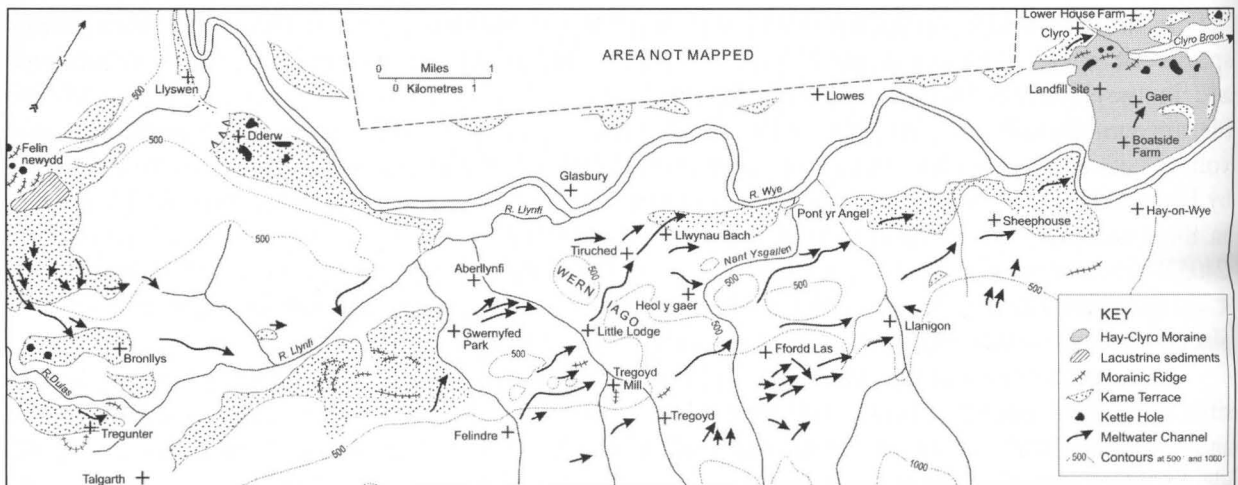 Lower House Farm
Clyro
Clyro Brook
AREA NOT MAPPED
N
500
Llyswen
1 Miles 1
0
1 Kilometres 1
0
Llowes
Landfill site
Gaer
Boatside
Farm
Dderw
Felin
newydd
Glasbury
R. Wye
R. Llynfi
Pont yr Angel
Sheephouse
Hay-on-Wye
Llwynau Bach
Tiruched
Nant Ysgallen
500
Aberllynfi
500
WERN
IAGO
Heol y gaer
500
500
500
Gwernyfed
Park
Little Lodge
Llanigon
500
Bronllys
R. Llynfi
500
Ffordd Las
R.Dulas
Tregoyd
Mill
Tregoyd
Tregunter
Felindre
Talgarth
1000
KEY
Hay-Clyro Moraine
Lacustrine sediments
Morainic Ridge
Kame Terrace
Kettle Hole
Meltwater Channel
500 Contours at 500' and 1000'